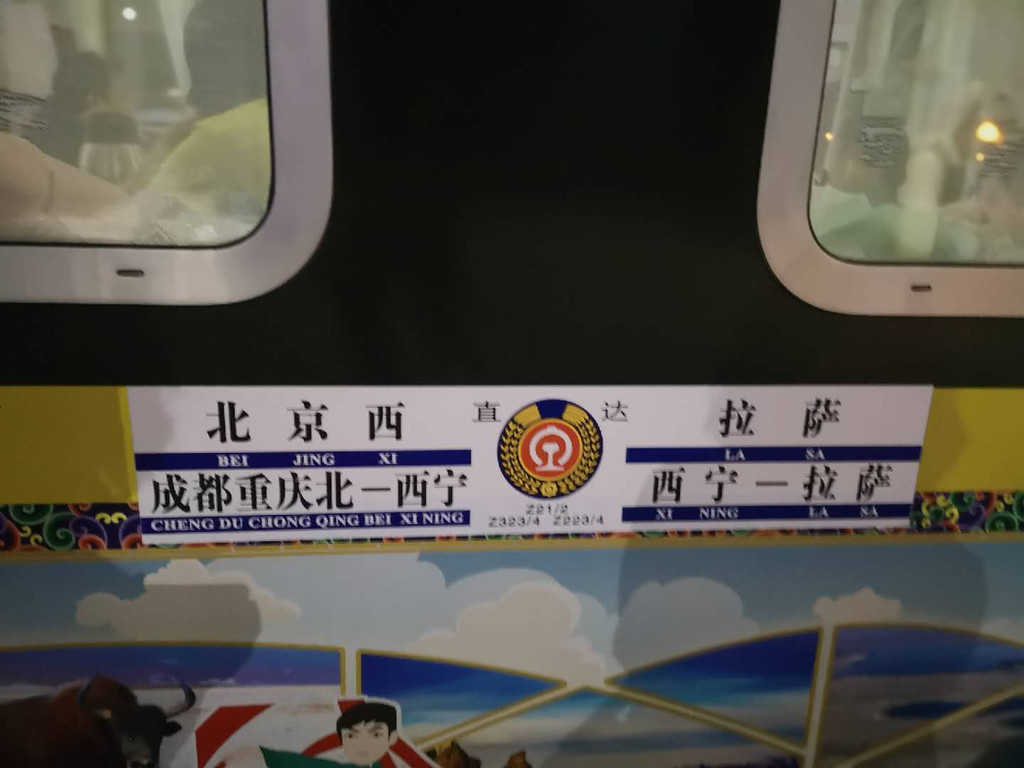 北京西 直达 拉萨
BEI JING XI LA SA
成都重庆北一西宁 西宁一拉萨
CHENG DU CHONG QING BEI XI NING XI NING LA SA
Z21/2
Z323/4 Z223/4